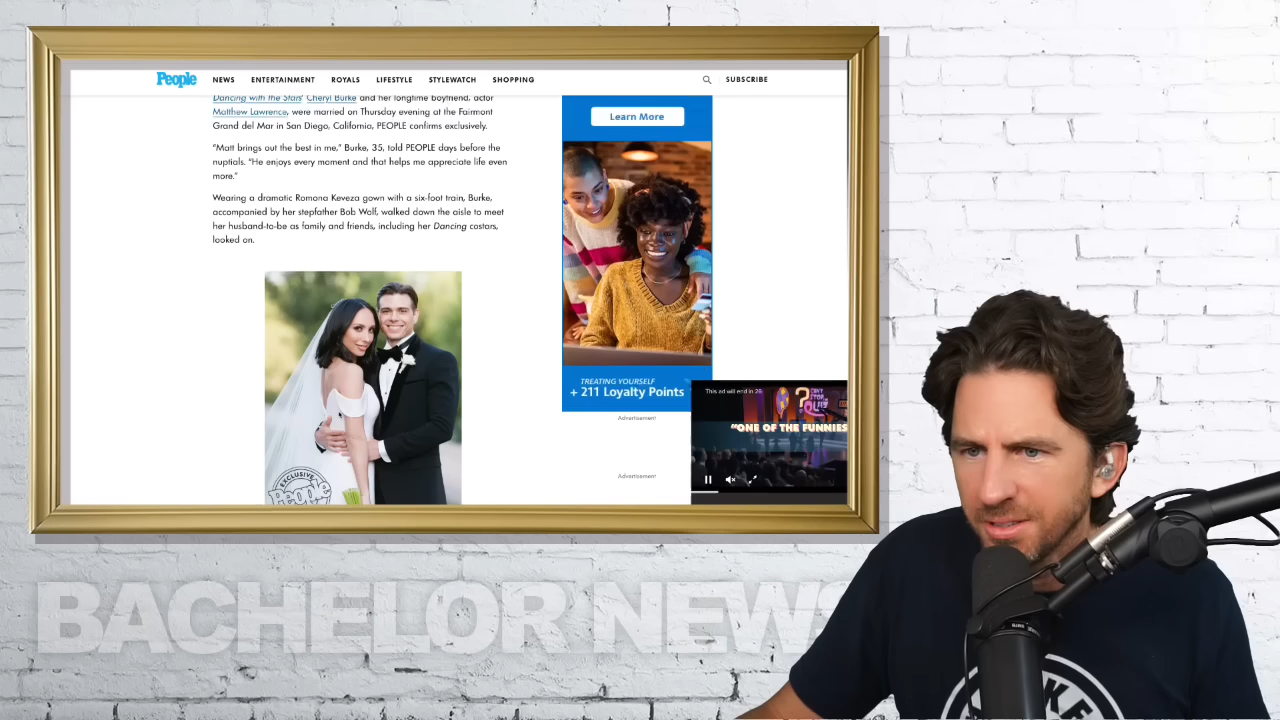 People NEWS ENTERTAINMENT ROYALS LIFESTYLE STYLEWATCH SHOPPING SUBSCRIBE
Dancing with the Stars' Cheryl Burke and her longtime boyfriend, actor
Matthew Lawrence, were married on Thursday evening at the Fairmont
Grand del Mar in San Diego, California, PEOPLE confirms exclusively.
“Matt brings out the best in me,” Burke, 35, told PEOPLE days before the
nuptials. “He enjoys every moment and that helps me appreciate life even
more.”
Wearing a dramatic Romona Keveza gown with a six-foot train, Burke,
accompanied by her stepfather Bob Wolf, walked down the aisle to meet
her husband-to-be as family and friends, including her Dancing costars,
looked on.
EXCLUSIVE
People
Learn More
TREATING YOURSELF
+ 211 Loyalty Points
Advertisement
Advertisement
This ad will end in 26
“ONE OF THE FUNNIES
BACHELOR NEWS